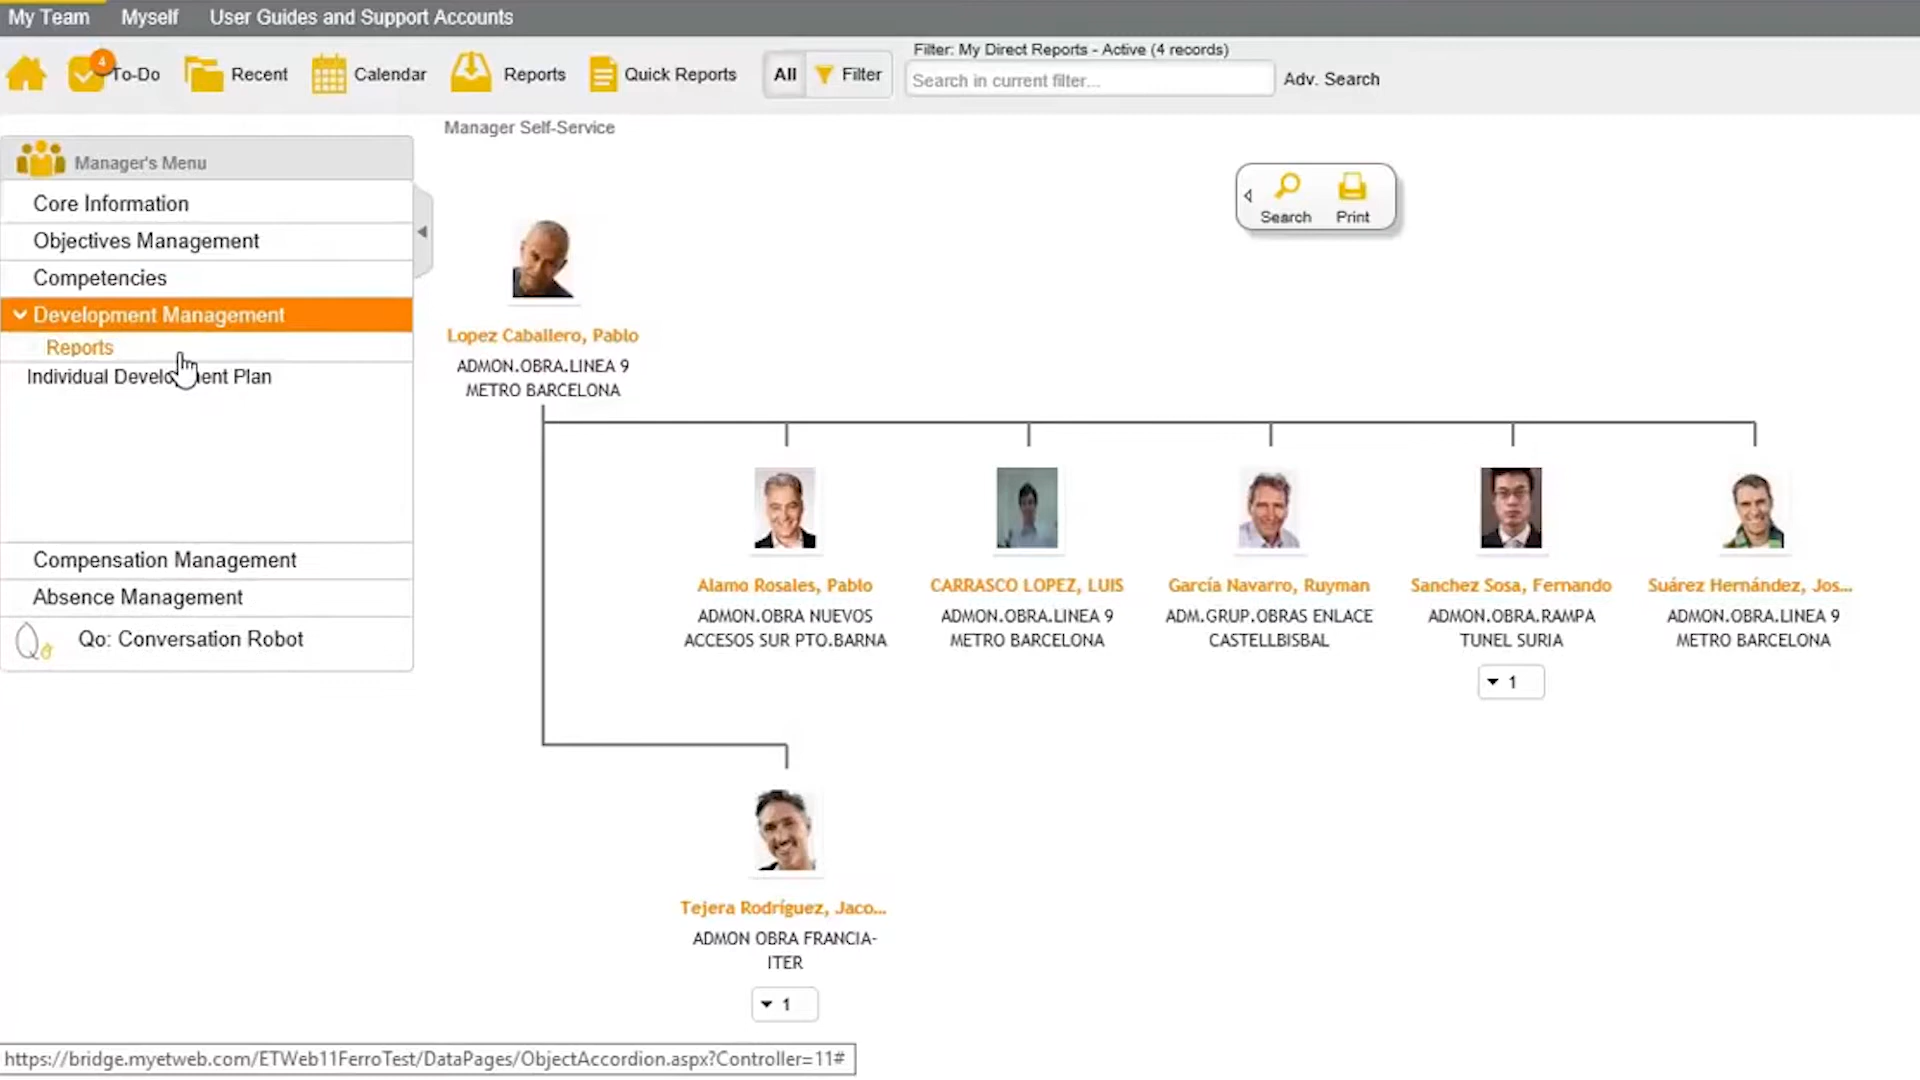 My Team Myself User Guides and Support Accounts
4
To-Do Recent Calendar Reports Quick Reports All Filter
Filter: My Direct Reports - Active (4 records)
Search in current filter...
Adv. Search
Manager Self-Service
Manager's Menu
Core Information
Objectives Management
Competencies
Development Management
Reports
Individual Development Plan
Compensation Management
Absence Management
Qo Qo: Conversation Robot
Search Print
Lopez Caballero, Pablo
ADMON.OBRA.LINEA 9
METRO BARCELONA
Alamo Rosales, Pablo
ADMON.OBRA NUEVOS
ACCESOS SUR PTO.BARNA
CARRASCO LOPEZ, LUIS
ADMON.OBRA.LINEA 9
METRO BARCELONA
García Navarro, Ruyman
ADM.GRUP.OBRAS ENLACE
CASTELLBISBAL
Sanchez Sosa, Fernando
ADMON.OBRA.RAMPA
TUNEL SURIA
1
Suárez Hernández, Jos...
ADMON.OBRA.LINEA 9
METRO BARCELONA
Tejera Rodríguez, Jaco...
ADMON OBRA FRANCIA-
ITER
1
https://bridge.myetweb.com/ETWeb11FerroTest/DataPages/ObjectAccordion.aspx?Controller=11#